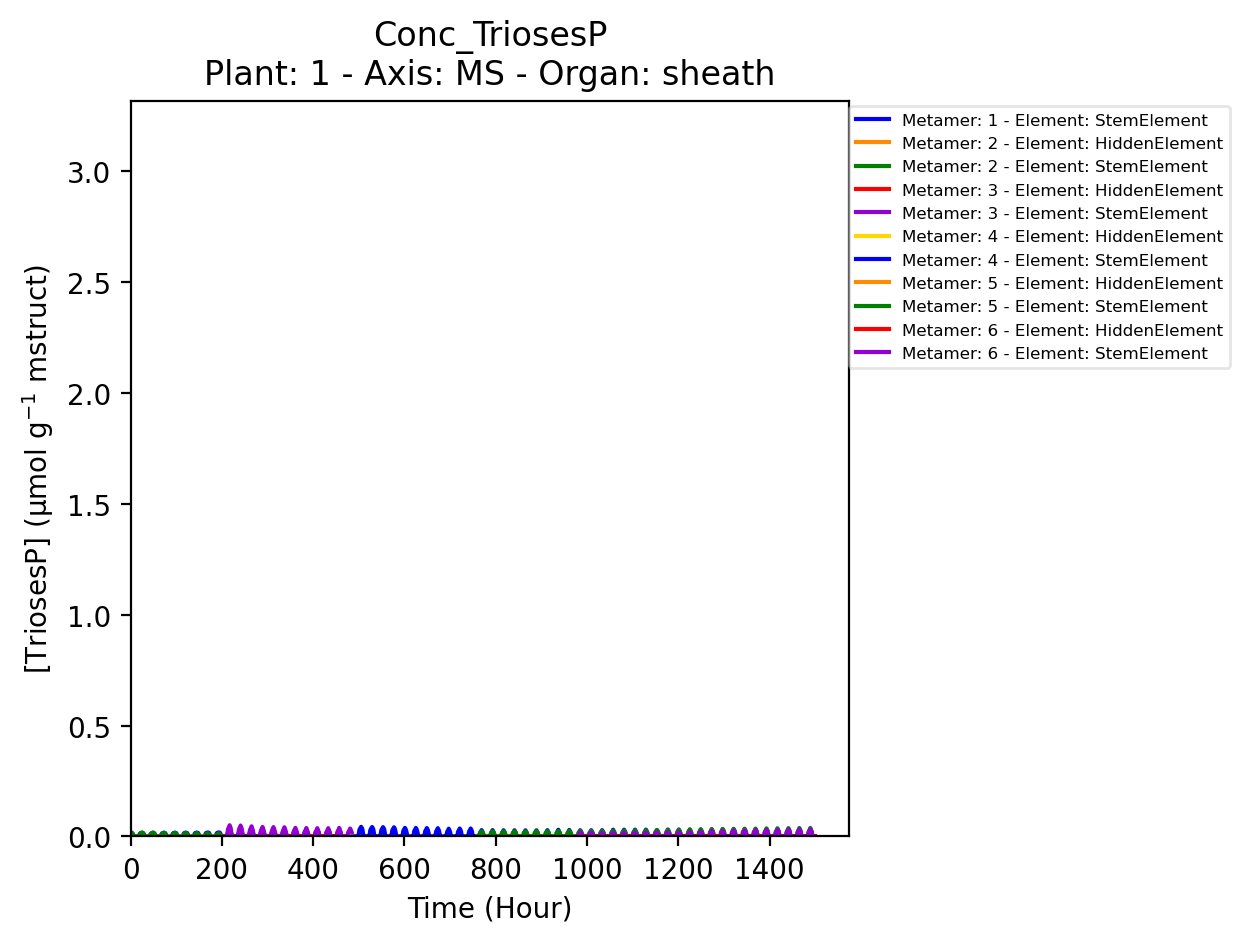 Conc_TriosesP
Plant: 1 - Axis: MS - Organ: sheath
Metamer: 1 - Element: StemElement
Metamer: 2 - Element: HiddenElement
Metamer: 2 - Element: StemElement
Metamer: 3 - Element: HiddenElement
Metamer: 3 - Element: StemElement
Metamer: 4 - Element: HiddenElement
Metamer: 4 - Element: StemElement
Metamer: 5 - Element: HiddenElement
Metamer: 5 - Element: StemElement
Metamer: 6 - Element: HiddenElement
Metamer: 6 - Element: StemElement
[TriosesP] (µmol g⁻¹ mstruct)
3.0
2.5
2.0
1.5
1.0
0.5
0.0
0 200 400 600 800 1000 1200 1400
Time (Hour)